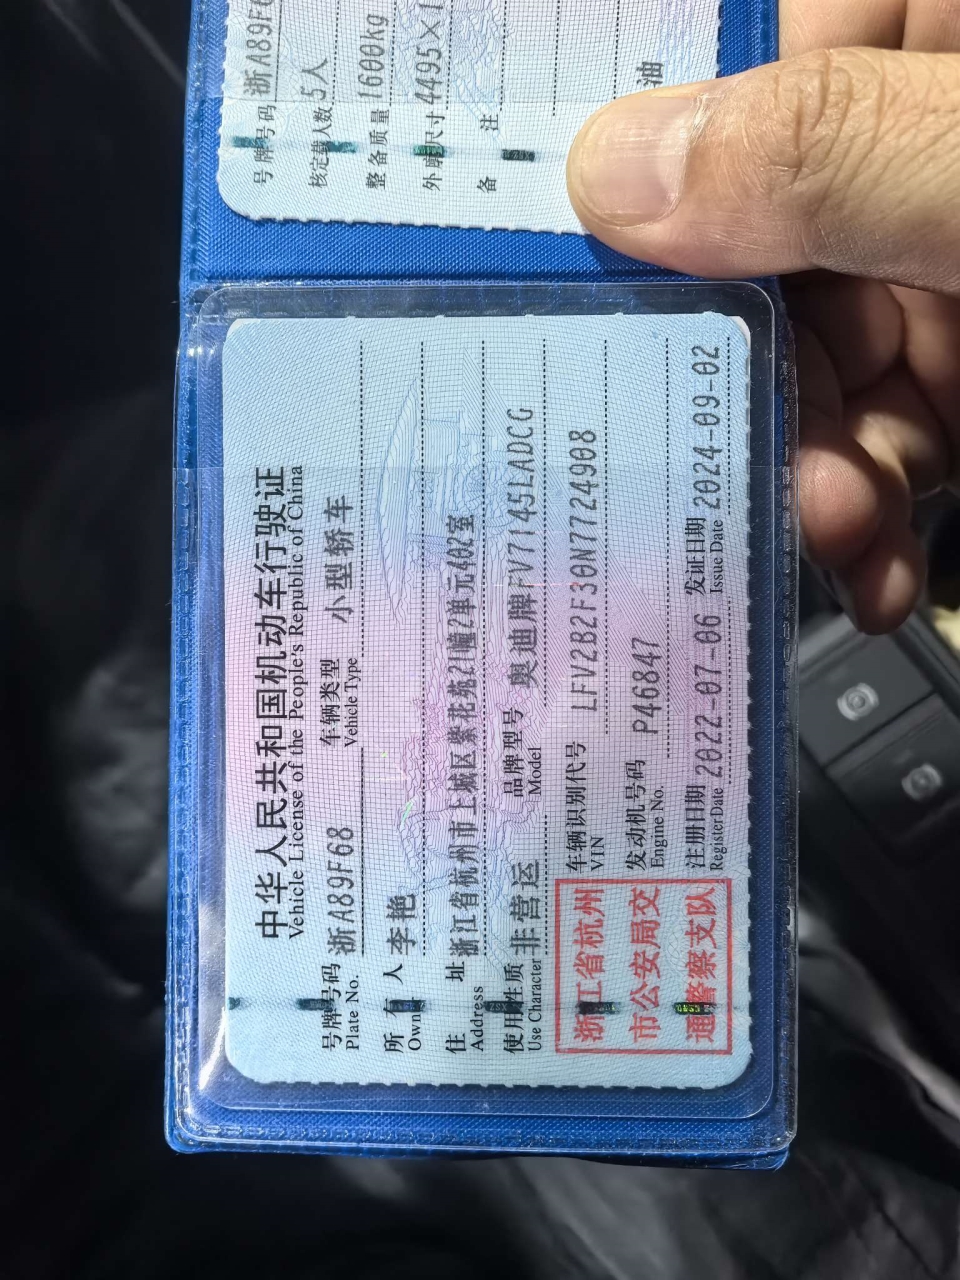 中华人民共和国机动车行驶证
Vehicle License of the People's Republic of China
号牌号码 浙A89F68 车辆类型 小型轿车
Plate No. Vehicle Type
所有人 李艳
Owner
住址 浙江省杭州市上城区紫花苑21幢2单元402室
Address
使用性质 非营运 品牌型号 奥迪牌FV7145LADCG
Use Character Model
浙江省杭州
市公安局交
通警察支队
车辆识别代号 LFV2B2F30N7724908
VIN
发动机号码 P46847
Engine No.
注册日期 2022-07-06 发证日期 2024-09-02
Register Date Issue Date
号牌号码 浙A89F6
核定载人数 5人
整备质量 1600kg
外廓尺寸 4495×1
备注
油